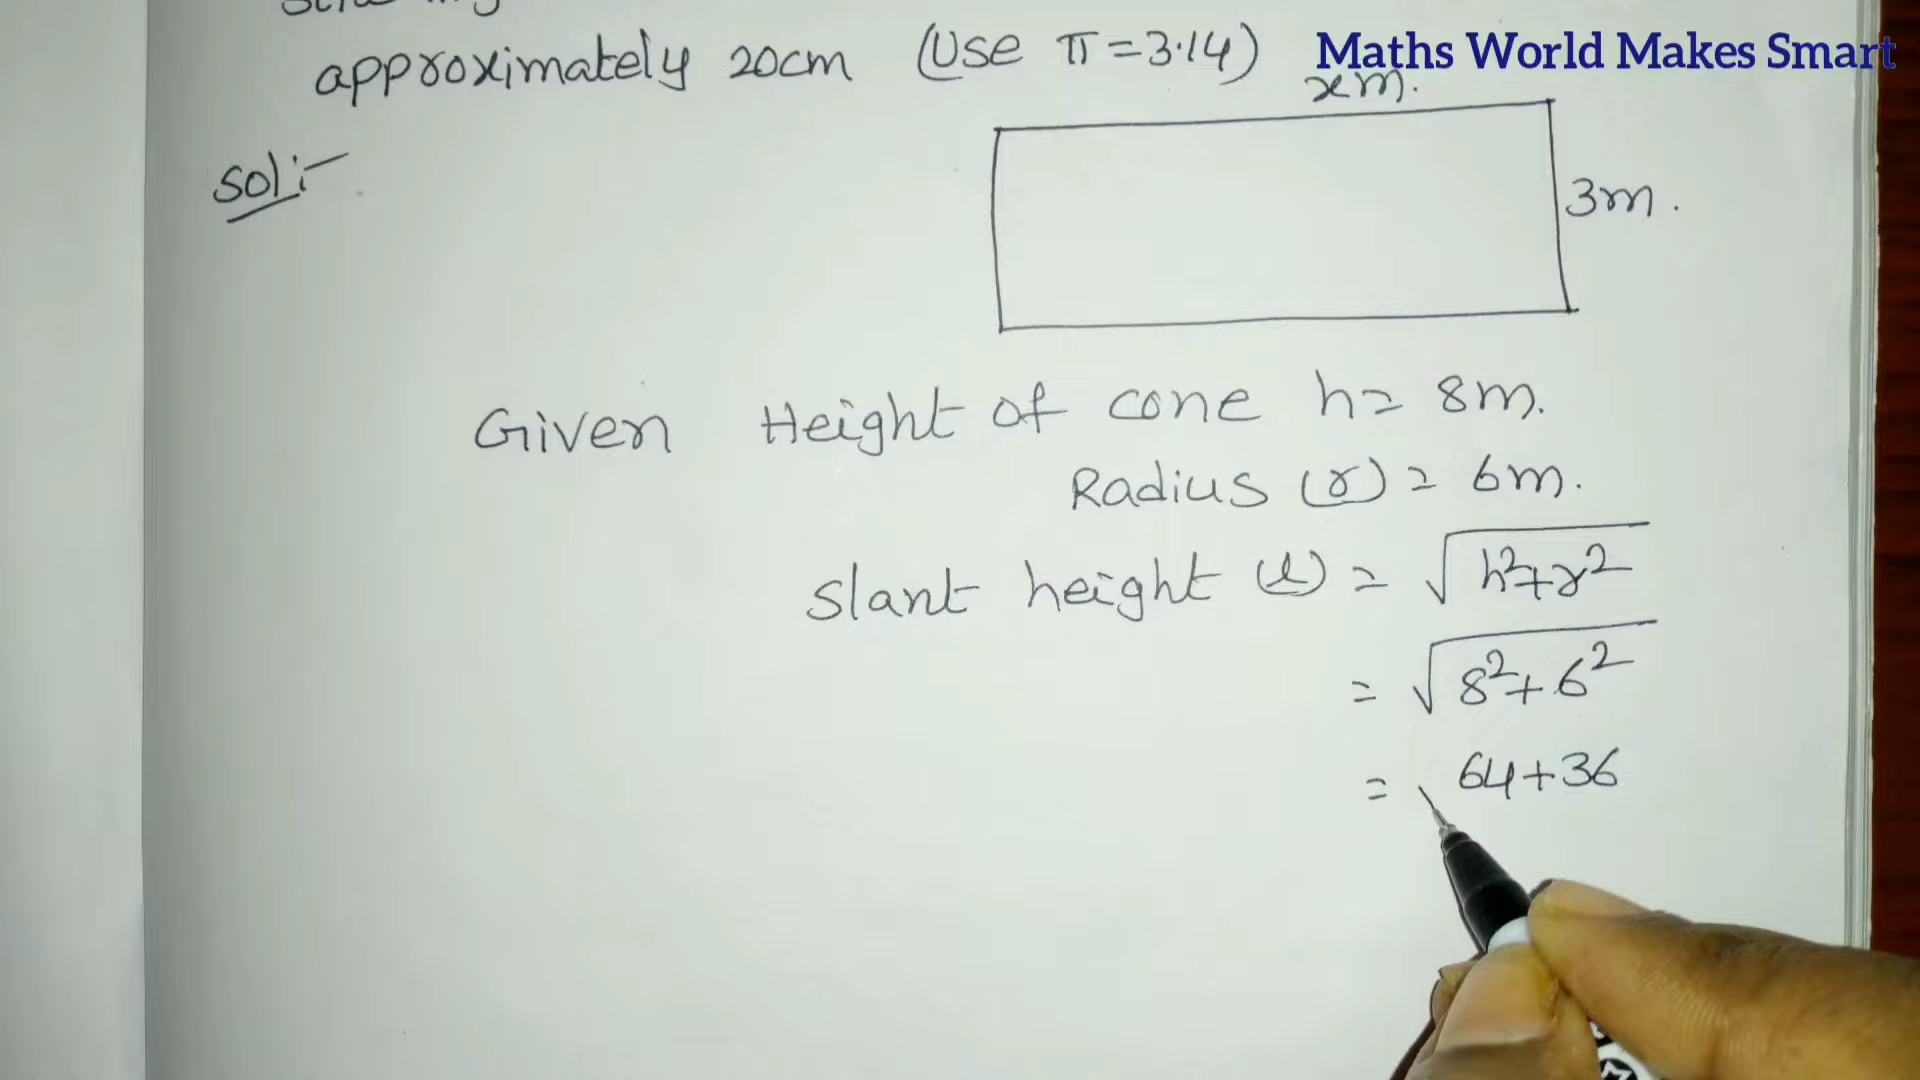 approximately 20cm (Use π=3.14)
Maths World Makes Smart
xm.
Sol:-
3m.
Given Height of cone h= 8m.
Radius (r) = 6m.
Slant height (l) = √h²+r²
= √8²+6²
= 64+36